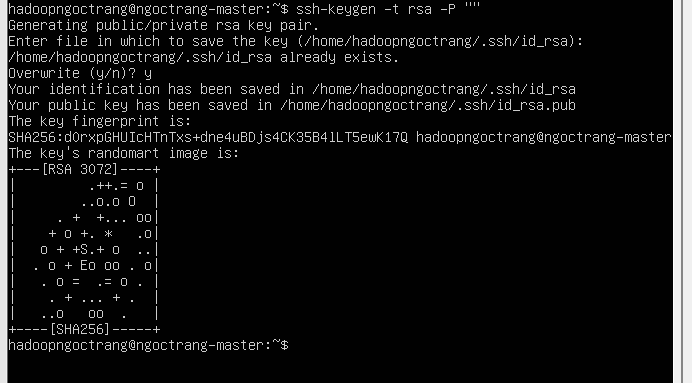 hadoopngoctrang@ngoctrang-master:~$ ssh-keygen -t rsa -P ""
Generating public/private rsa key pair.
Enter file in which to save the key (/home/hadoopngoctrang/.ssh/id_rsa):
/home/hadoopngoctrang/.ssh/id_rsa already exists.
Overwrite (y/n)? y
Your identification has been saved in /home/hadoopngoctrang/.ssh/id_rsa
Your public key has been saved in /home/hadoopngoctrang/.ssh/id_rsa.pub
The key fingerprint is:
SHA256:dOrxpGHUIcHTnTxs+dne4uBDjs4CK35B4lLT5ewK17Q hadoopngoctrang@ngoctrang-master
The key's randomart image is:
+---[RSA 3072]----+
|         .++.= o |
|        ..o.o O  |
|     . +  +... oo|
|    + o +. *   .o|
|   o + +S.+ o  ..|
|  . o + Eo oo . o|
|   . o =  .= o . |
|    . + ... + .  |
|   ..o   oo  .   |
+----[SHA256]-----+
hadoopngoctrang@ngoctrang-master:~$